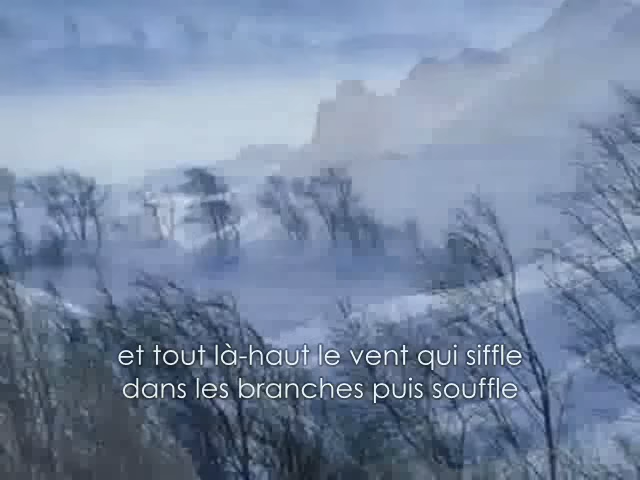 et tout là-haut le vent qui siffle
dans les branches puis souffle